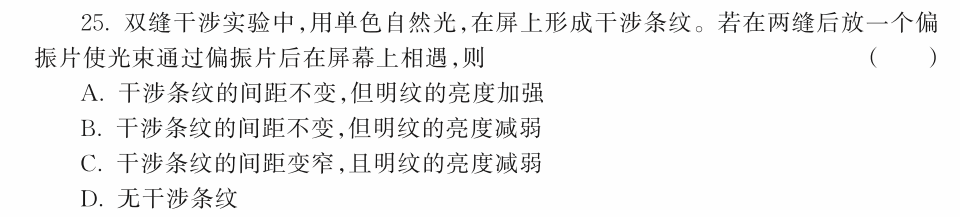 25. 双缝干涉实验中,用单色自然光,在屏上形成干涉条纹。若在两缝后放一个偏
振片使光束通过偏振片后在屏幕上相遇,则 (  )
A. 干涉条纹的间距不变,但明纹的亮度加强
B. 干涉条纹的间距不变,但明纹的亮度减弱
C. 干涉条纹的间距变窄,且明纹的亮度减弱
D. 无干涉条纹